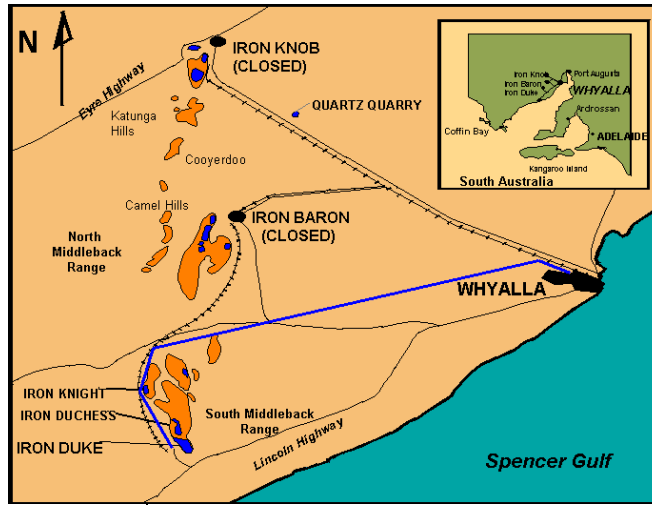 N
IRON KNOB
(CLOSED)
Eyre Highway
Katunga
Hills
QUARTZ QUARRY
Cooyerdoo
Camel Hills
IRON BARON
(CLOSED)
North
Middleback
Range
WHYALLA
IRON KNIGHT
IRON DUCHESS
IRON DUKE
South Middleback
Range
Lincoln Highway
Spencer Gulf
Iron Knob
Iron Baron
Iron Duke
Port Augusta
WHYALLA
Ardrossan
Coffin Bay
ADELAIDE
Kangaroo Island
South Australia